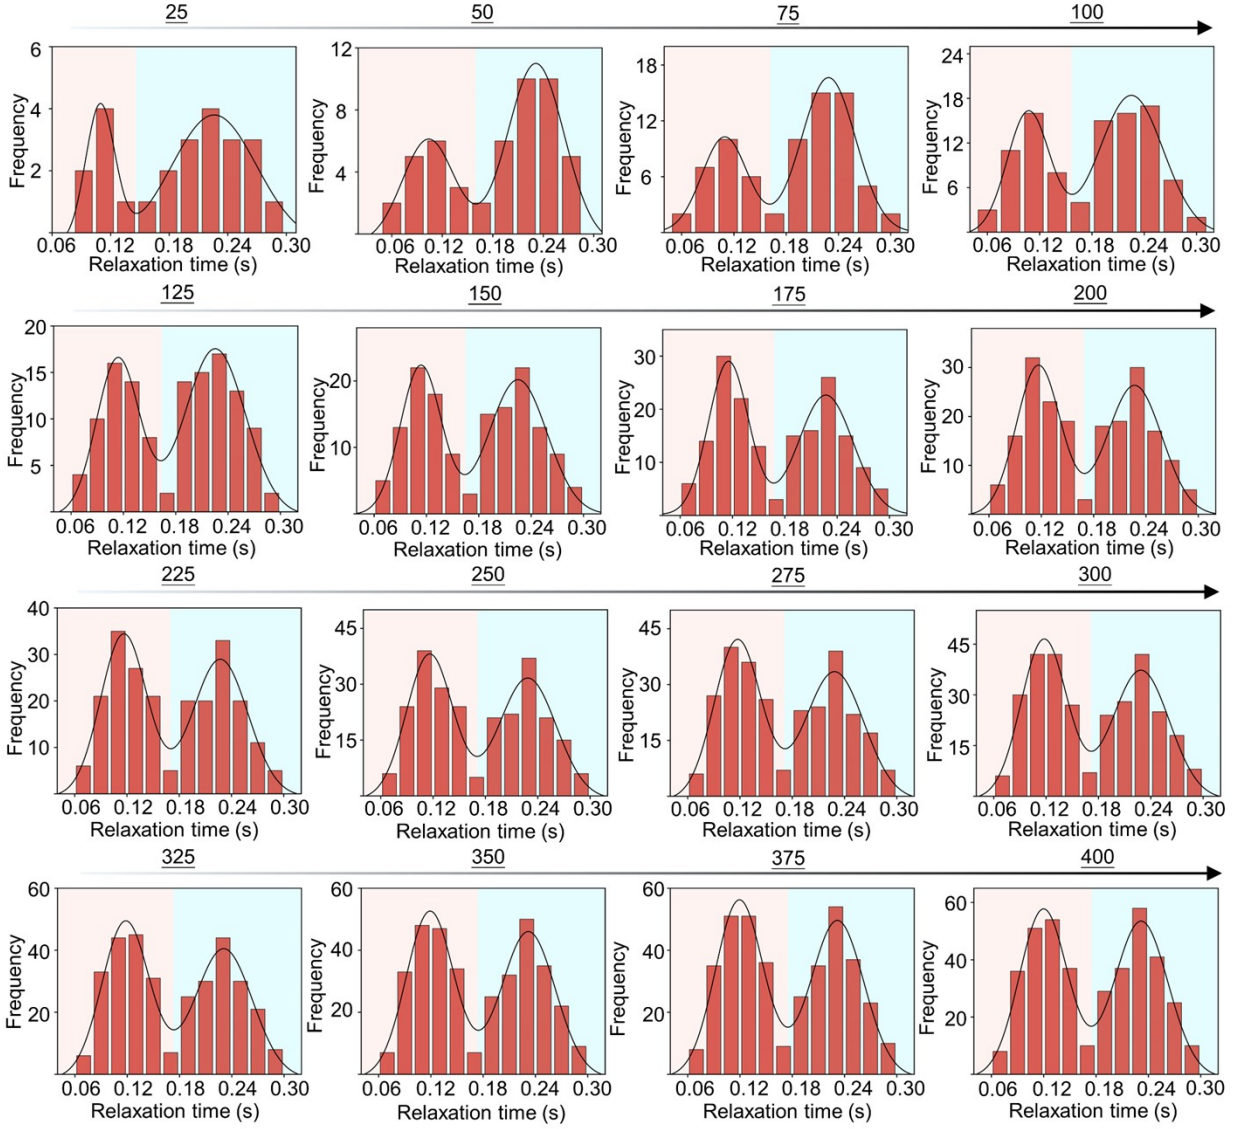 25 50 75 100
6 12 18 24
4 8 12 18
2 4 6 12
6
Frequency Frequency Frequency Frequency
0.06 0.12 0.18 0.24 0.30 0.06 0.12 0.18 0.24 0.30 0.06 0.12 0.18 0.24 0.30 0.06 0.12 0.18 0.24 0.30
Relaxation time (s) Relaxation time (s) Relaxation time (s) Relaxation time (s)
125 150 175 200
20 20 30 30
15 10 20 20
10 10 10
5
Frequency Frequency Frequency Frequency
0.06 0.12 0.18 0.24 0.30 0.06 0.12 0.18 0.24 0.30 0.06 0.12 0.18 0.24 0.30 0.06 0.12 0.18 0.24 0.30
Relaxation time (s) Relaxation time (s) Relaxation time (s) Relaxation time (s)
225 250 275 300
40 45 45 45
30 30 30 30
20 15 15 15
10
Frequency Frequency Frequency Frequency
0.06 0.12 0.18 0.24 0.30 0.06 0.12 0.18 0.24 0.30 0.06 0.12 0.18 0.24 0.30 0.06 0.12 0.18 0.24 0.30
Relaxation time (s) Relaxation time (s) Relaxation time (s) Relaxation time (s)
325 350 375 400
60 60 60 60
40 40 40 40
20 20 20 20
Frequency Frequency Frequency Frequency
0.06 0.12 0.18 0.24 0.30 0.06 0.12 0.18 0.24 0.30 0.06 0.12 0.18 0.24 0.30 0.06 0.12 0.18 0.24 0.30
Relaxation time (s) Relaxation time (s) Relaxation time (s) Relaxation time (s)